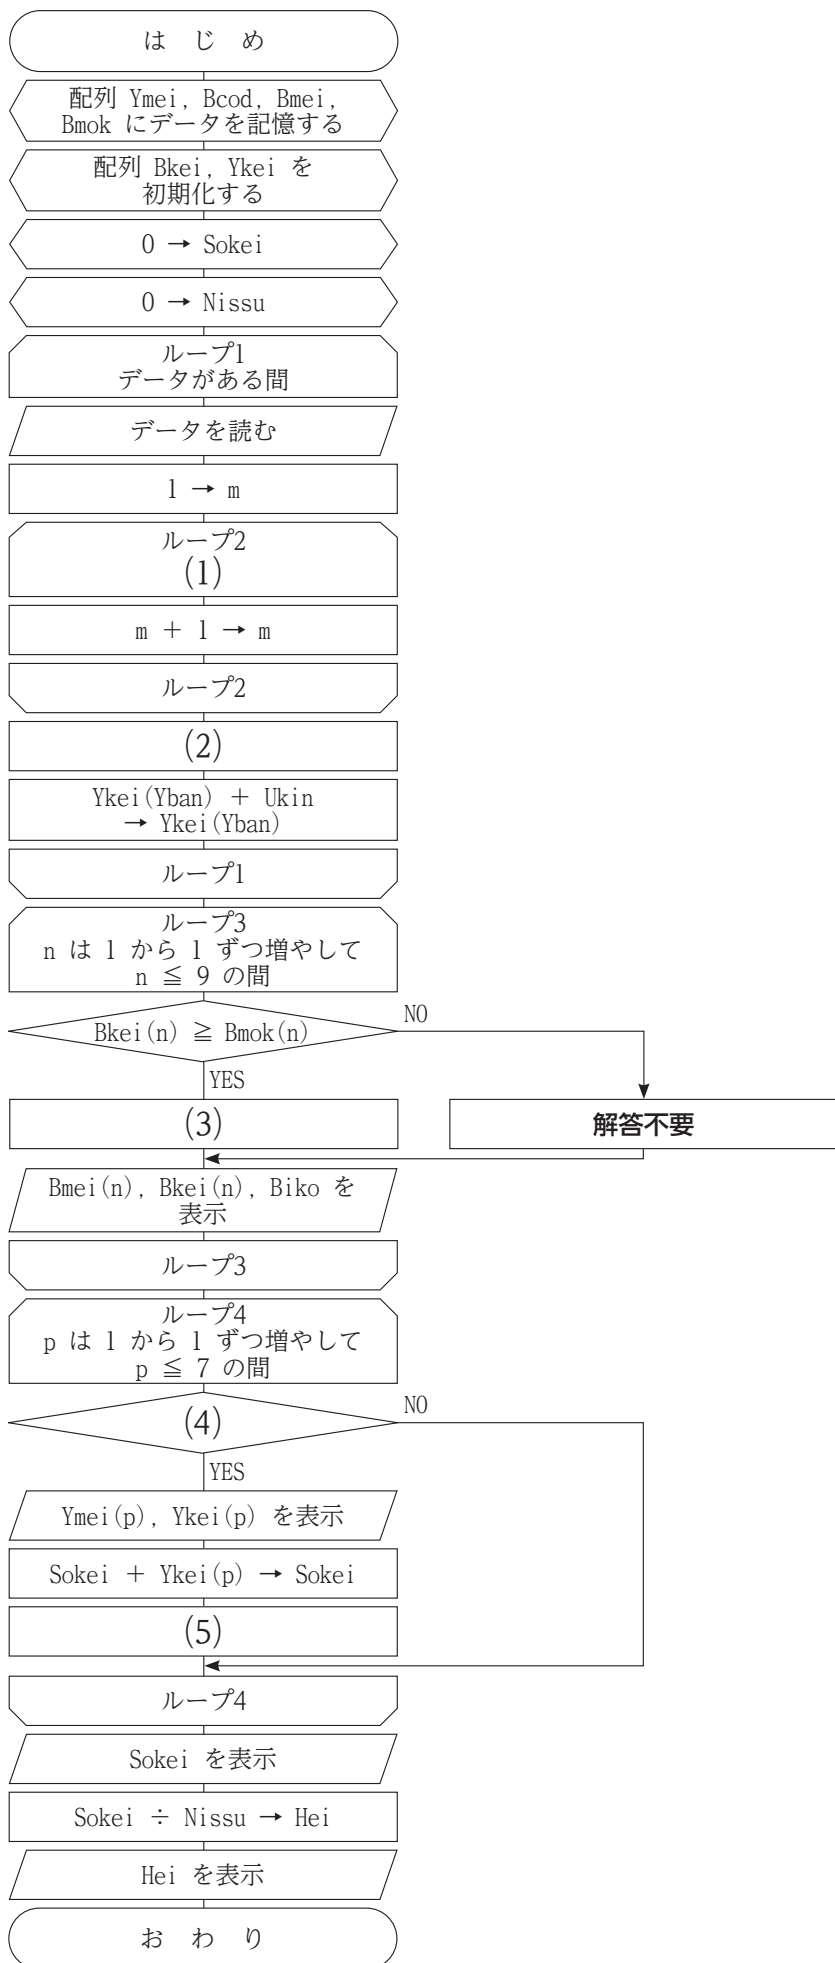 は じ め
配列 Ymei, Bcod, Bmei,
Bmok にデータを記憶する
配列 Bkei, Ykei を
初期化する
0 → Sokei
0 → Nissu
ループ1
データがある間
データを読む
1 → m
ループ2
(1)
m + 1 → m
ループ2
(2)
Ykei(Yban) + Ukin
→ Ykei(Yban)
ループ1
ループ3
n は 1 から 1 ずつ増やして
n ≦ 9 の間
Bkei(n) ≧ Bmok(n)
NO
YES
(3)
解答不要
Bmei(n), Bkei(n), Biko を
表示
ループ3
ループ4
p は 1 から 1 ずつ増やして
p ≦ 7 の間
(4)
NO
YES
Ymei(p), Ykei(p) を表示
Sokei + Ykei(p) → Sokei
(5)
ループ4
Sokei を表示
Sokei ÷ Nissu → Hei
Hei を表示
お わ り